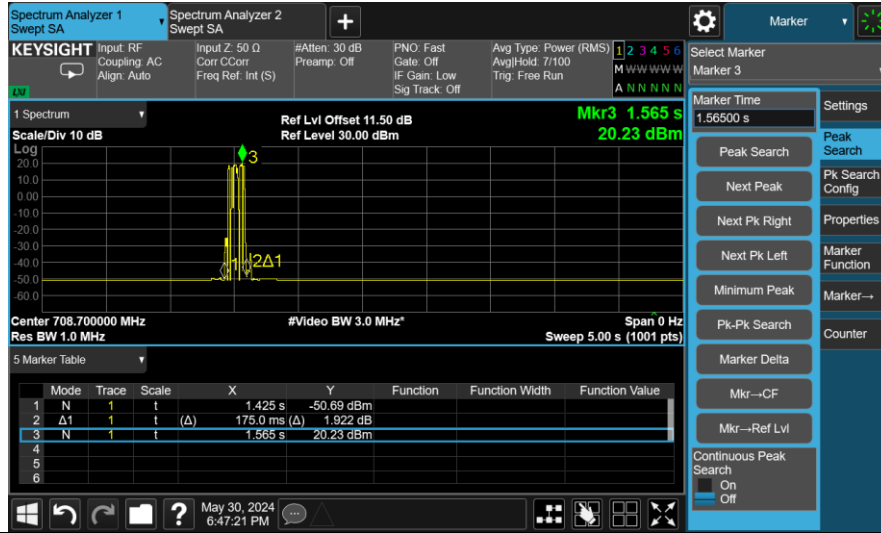 Spectrum Analyzer 1
Swept SA
Spectrum Analyzer 2
Swept SA
+
Marker
KEYSIGHT
Input: RF
Coupling: AC
Align: Auto
Input Z: 50 Ω
Corr CCorr
Freq Ref: Int (S)
#Atten: 30 dB
Preamp: Off
PNO: Fast
Gate: Off
IF Gain: Low
Sig Track: Off
Avg Type: Power (RMS)
Avg|Hold: 7/100
Trig: Free Run
1 2 3 4 5 6
M W W W W W
A N N N N N
LXI
Select Marker
Marker 3
1 Spectrum
Scale/Div 10 dB
Ref Lvl Offset 11.50 dB
Ref Level 30.00 dBm
Mkr3 1.565 s
20.23 dBm
Log
20.0
10.0
0.00
-10.0
-20.0
-30.0
-40.0
-50.0
-60.0
3
1
2Δ1
Center 708.700000 MHz
Res BW 1.0 MHz
#Video BW 3.0 MHz*
Span 0 Hz
Sweep 5.00 s (1001 pts)
5 Marker Table
Mode Trace Scale X Y Function Function Width Function Value
1 N 1 t 1.425 s -50.69 dBm
2 Δ1 1 t (Δ) 175.0 ms (Δ) 1.922 dB
3 N 1 t 1.565 s 20.23 dBm
4
5
6
Marker Time
1.56500 s
Peak Search
Next Peak
Next Pk Right
Next Pk Left
Minimum Peak
Pk-Pk Search
Marker Delta
Mkr→CF
Mkr→Ref Lvl
Continuous Peak
Search
On
Off
Settings
Peak
Search
Pk Search
Config
Properties
Marker
Function
Marker→
Counter
?
May 30, 2024
6:47:21 PM